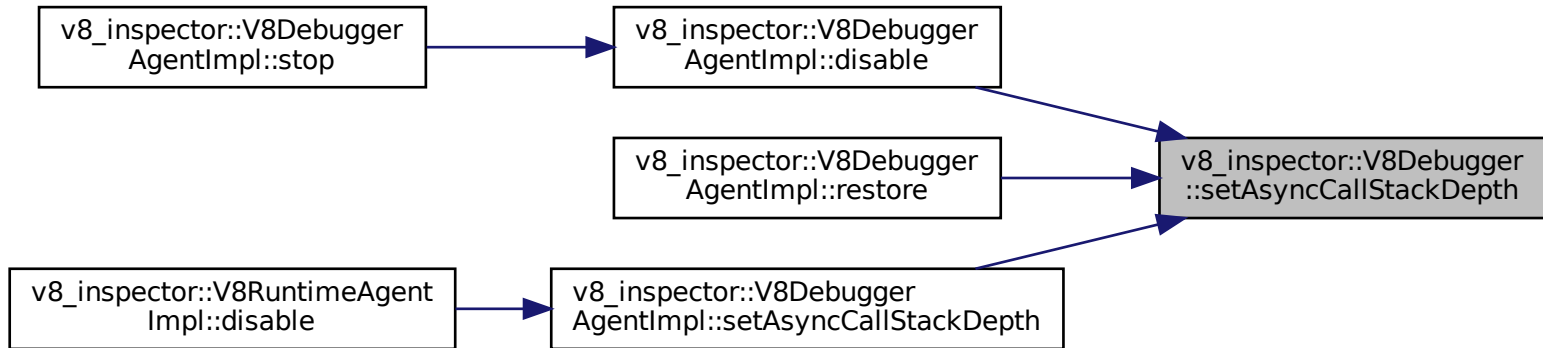 v8_inspector::V8Debugger
AgentImpl::stop
v8_inspector::V8Debugger
AgentImpl::disable
v8_inspector::V8Debugger
AgentImpl::restore
v8_inspector::V8Debugger
::setAsyncCallStackDepth
v8_inspector::V8RuntimeAgent
Impl::disable
v8_inspector::V8Debugger
AgentImpl::setAsyncCallStackDepth